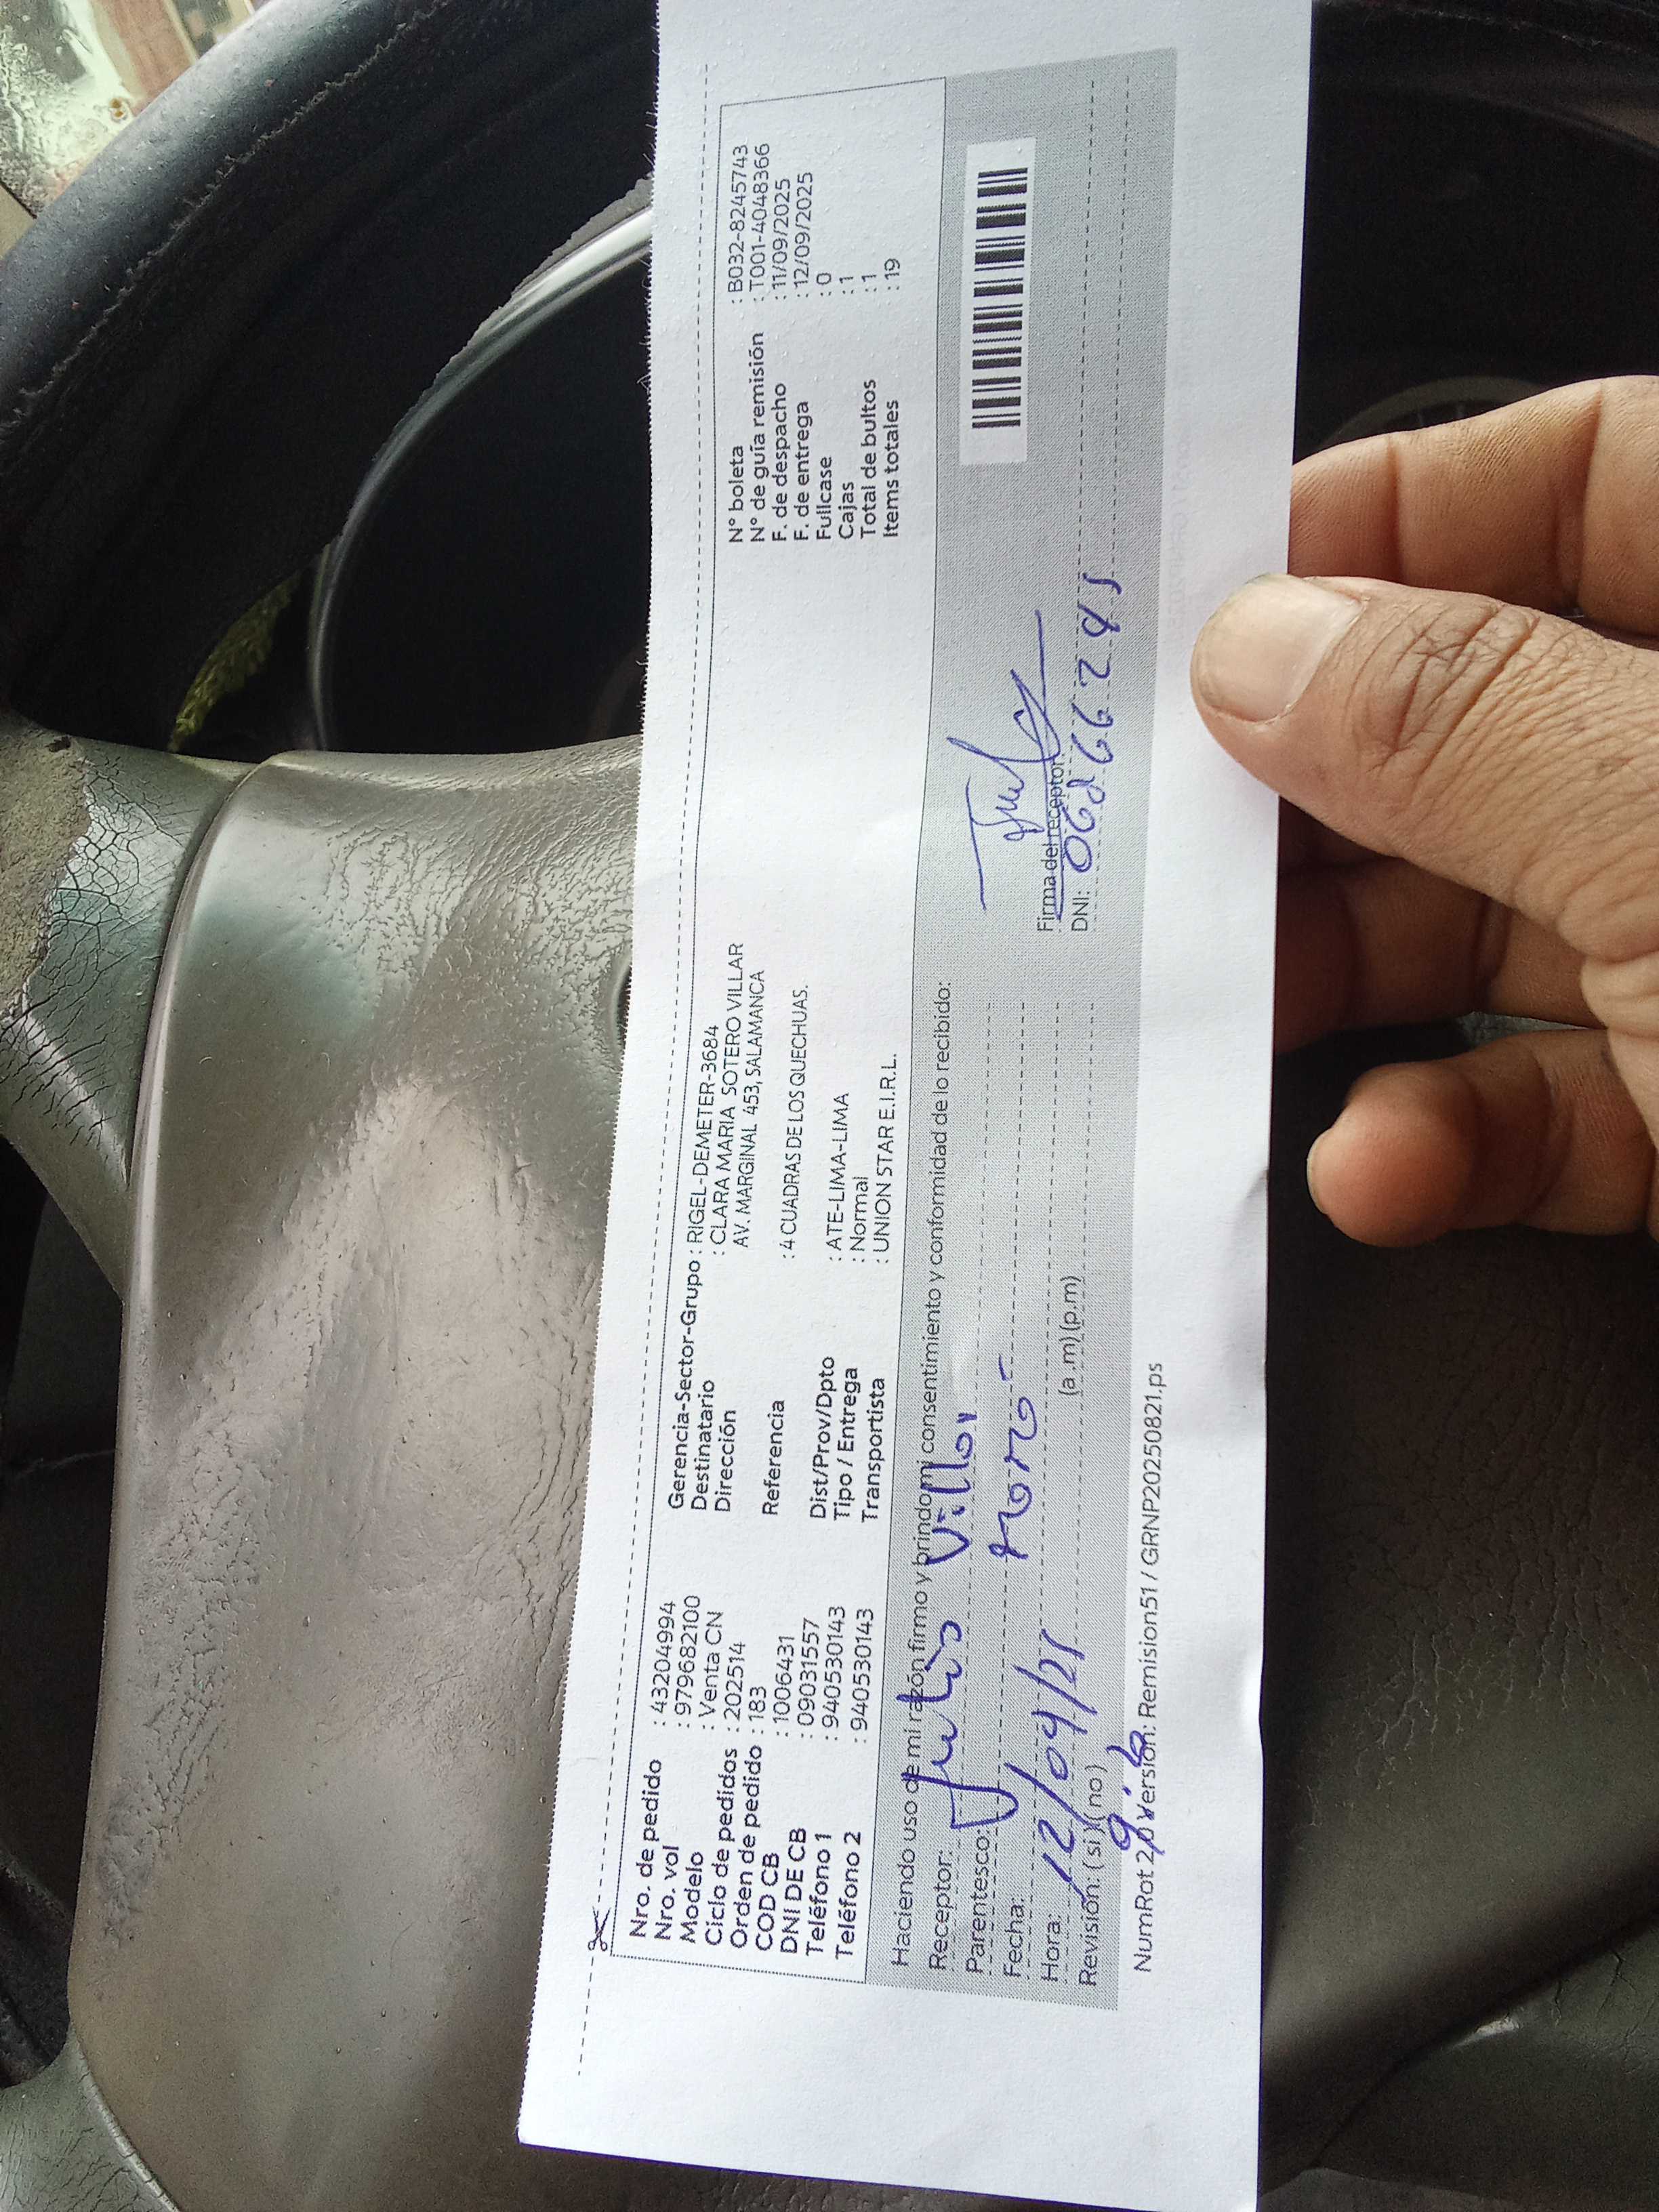 Nro. de pedido : 43204994
Nro. vol : 979682100
Modelo : Venta CN
Ciclo de pedidos : 202514
Orden de pedido : 183
COD CB : 1006431
DNI DE CB : 09031557
Teléfono 1 : 940530143
Teléfono 2 : 940530143
Gerencia-Sector-Grupo : RIGEL-DEMETER-3684
Destinatario : CLARA MARIA SOTERO VILLAR
Dirección AV. MARGINAL 453, SALAMANCA
Referencia : 4 CUADRAS DE LOS QUECHUAS.
Dist/Prov/Dpto : ATE-LIMA-LIMA
Tipo / Entrega : Normal
Transportista : UNION STAR E.I.R.L.
N° boleta : B032-8245743
N° de guía remisión : T001-4048366
F. de despacho : 11/09/2025
F. de entrega : 12/09/2025
Fullcase : 0
Cajas : 1
Total de bultos : 1
Items totales : 19
Haciendo uso de mi razón firmo y brindo mi consentimiento y conformidad de lo recibido:
Receptor: Villar
Parentesco:
Fecha: 12/09/25
Hora: (a .m) (p.m)
Revisión: (si) (no)
Firma del receptor
DNI:
NumRot 2,0 Versión: Remision51 / GRNP20250821.ps